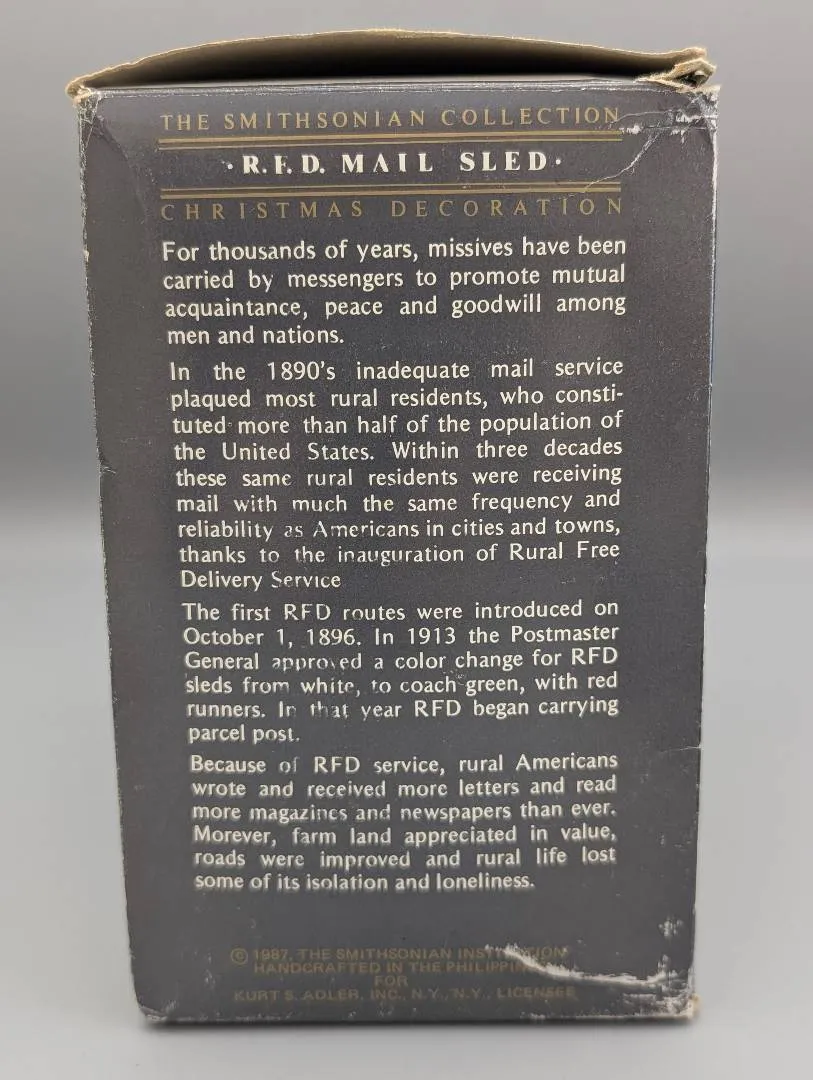 THE SMITHSONIAN COLLECTION
·R.F.D. MAIL SLED·
CHRISTMAS DECORATION
For thousands of years, missives have been
carried by messengers to promote mutual
acquaintance, peace and goodwill among
men and nations.
In the 1890's inadequate mail service
plaqued most rural residents, who consti-
tuted more than half of the population of
the United States. Within three decades
these same rural residents were receiving
mail with much the same frequency and
reliability as Americans in cities and towns,
thanks to the inauguration of Rural Free
Delivery Service
The first RFD routes were introduced on
October 1, 1896. In 1913 the Postmaster
General approved a color change for RFD
sleds from white, to coach green, with red
runners. In that year RFD began carrying
parcel post.
Because of RFD service, rural Americans
wrote and received more letters and read
more magazines and newspapers than ever.
Morever, farm land appreciated in value,
roads were improved and rural life lost
some of its isolation and loneliness.
© 1987, THE SMITHSONIAN INSTITUTION
HANDCRAFTED IN THE PHILIPPINES
FOR
KURT S. ADLER, INC., N.Y., N.Y., LICENSEE